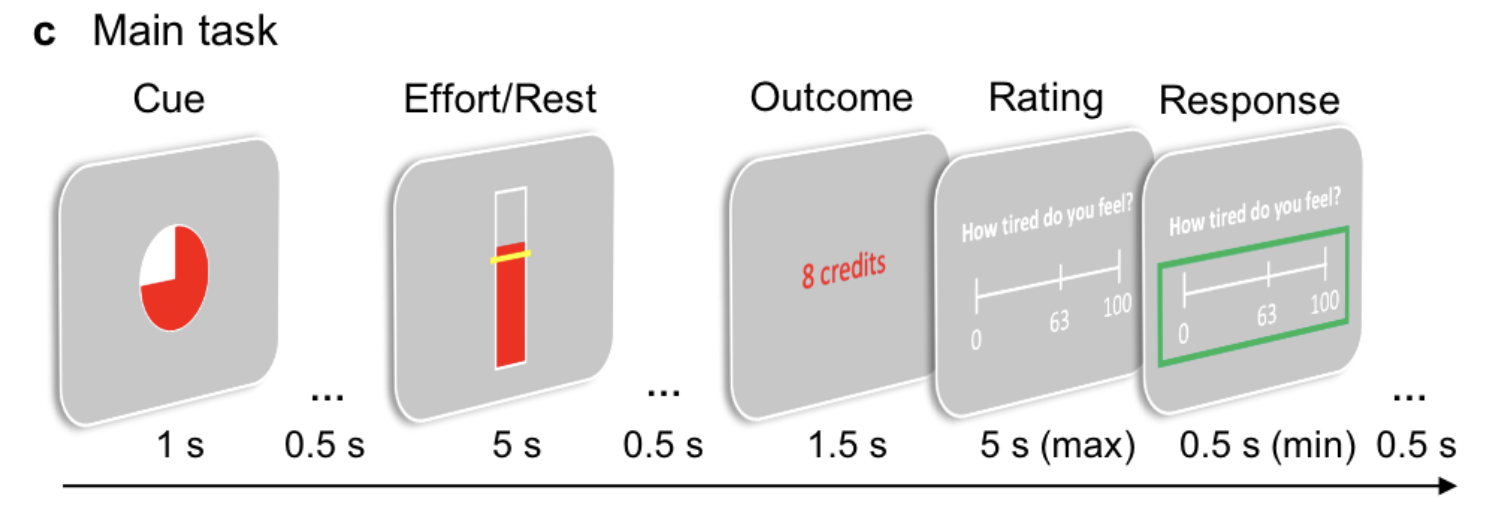 c Main task
Cue Effort/Rest Outcome Rating Response
How tired do you feel?
0 63 100
How tired do you feel?
0 63 100
8 credits
... ... ...
1 s 0.5 s 5 s 0.5 s 1.5 s 5 s (max) 0.5 s (min) 0.5 s